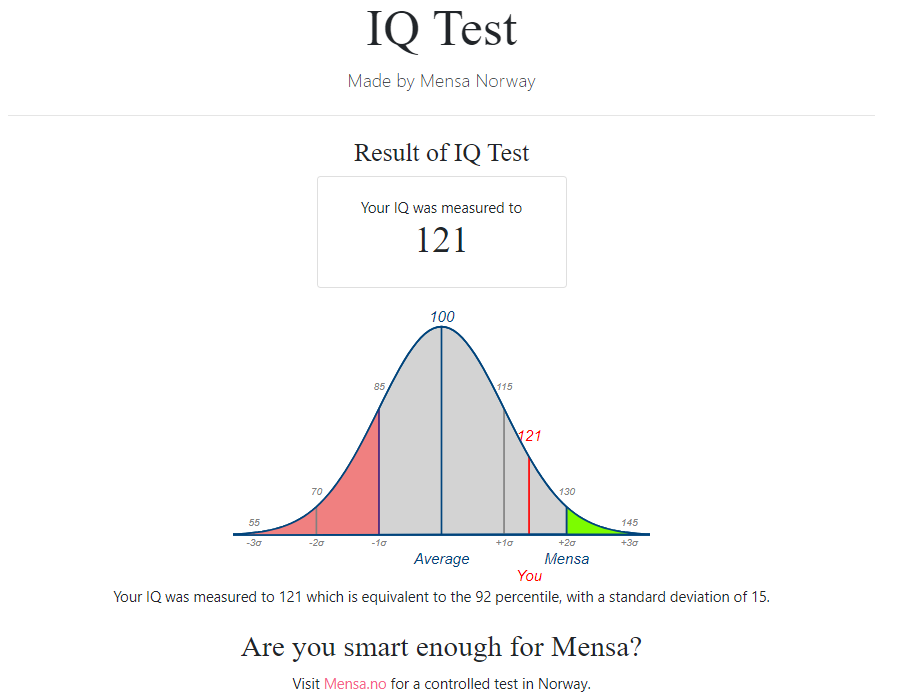 IQ Test
Made by Mensa Norway
Result of IQ Test
Your IQ was measured to
121
100
85
115
121
70
130
55
145
-3σ -2σ -1σ +1σ +2σ +3σ
Average Mensa
You
Your IQ was measured to 121 which is equivalent to the 92 percentile, with a standard deviation of 15.
Are you smart enough for Mensa?
Visit Mensa.no for a controlled test in Norway.